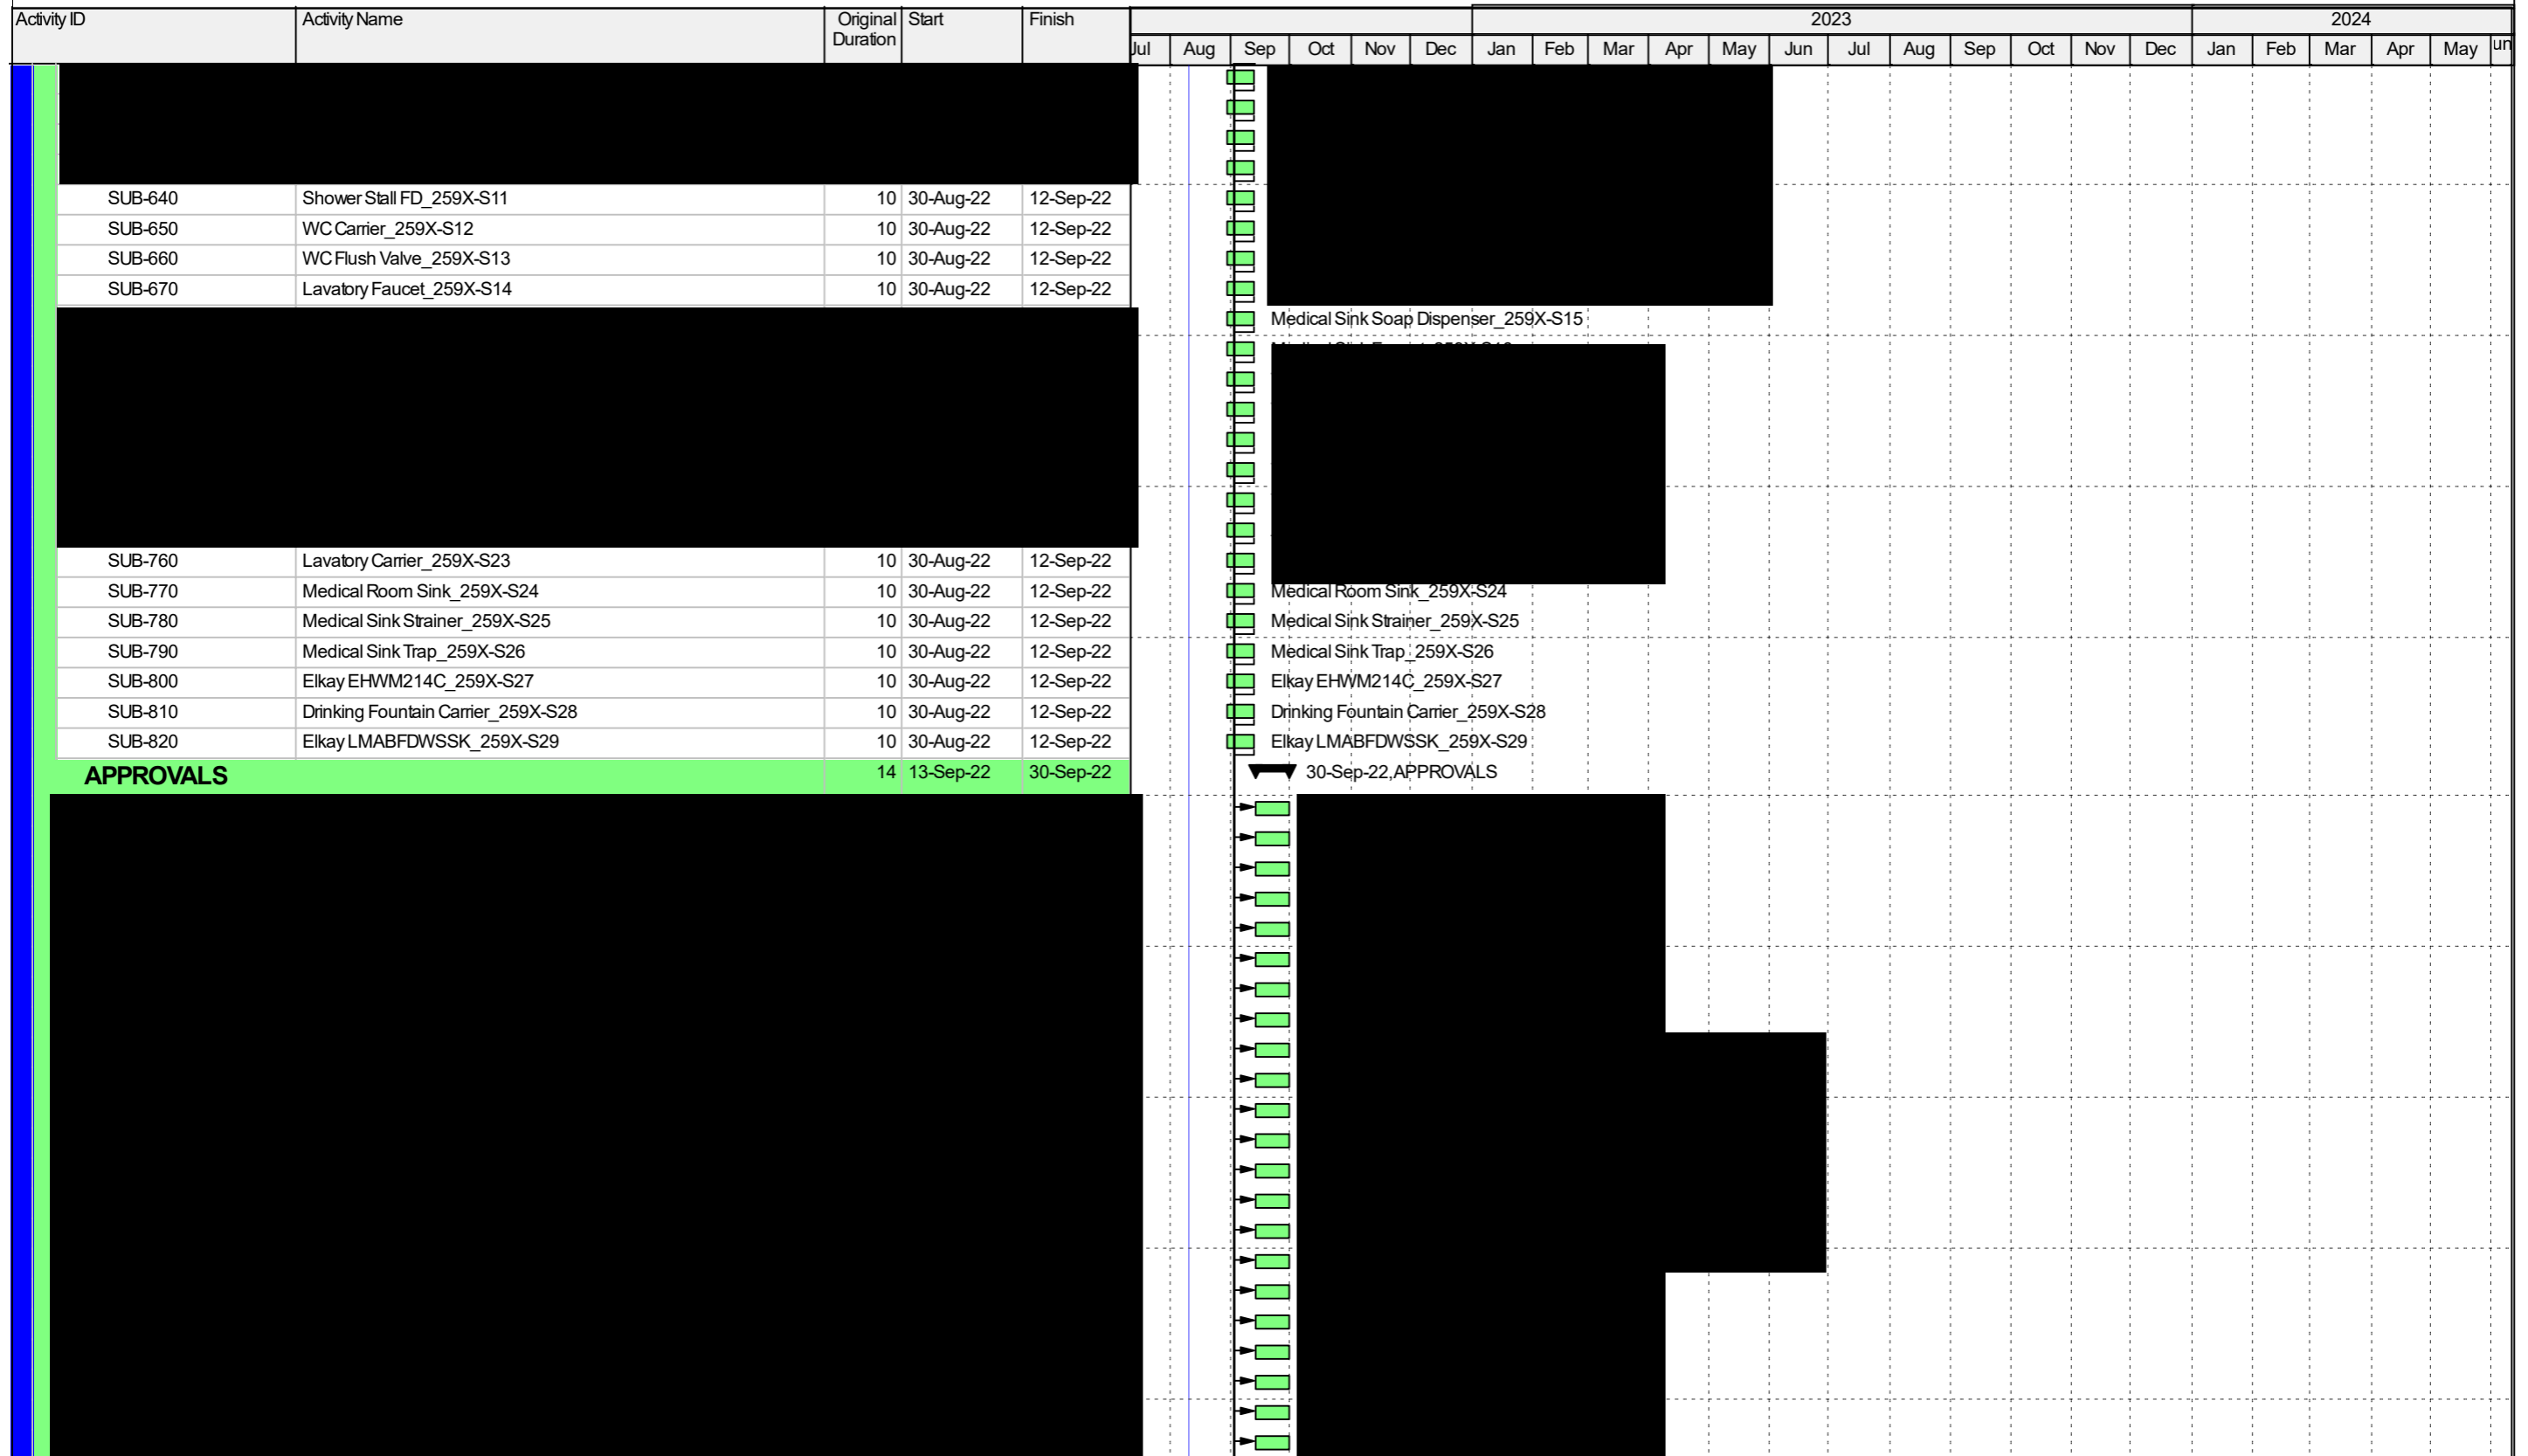 Activity ID Activity Name Original Duration Start Finish 2023 2024
Jul Aug Sep Oct Nov Dec Jan Feb Mar Apr May Jun Jul Aug Sep Oct Nov Dec Jan Feb Mar Apr May un
SUB-640 Shower Stall FD_259X-S11 10 30-Aug-22 12-Sep-22
SUB-650 WC Carrier_259X-S12 10 30-Aug-22 12-Sep-22
SUB-660 WC Flush Valve_259X-S13 10 30-Aug-22 12-Sep-22
SUB-670 Lavatory Faucet_259X-S14 10 30-Aug-22 12-Sep-22
Medical Sink Soap Dispenser_259X-S15
SUB-760 Lavatory Carrier_259X-S23 10 30-Aug-22 12-Sep-22
SUB-770 Medical Room Sink_259X-S24 10 30-Aug-22 12-Sep-22 Medical Room Sink_259X-S24
SUB-780 Medical Sink Strainer_259X-S25 10 30-Aug-22 12-Sep-22 Medical Sink Strainer_259X-S25
SUB-790 Medical Sink Trap_259X-S26 10 30-Aug-22 12-Sep-22 Medical Sink Trap_259X-S26
SUB-800 Elkay EHWM214C_259X-S27 10 30-Aug-22 12-Sep-22 Elkay EHWM214C_259X-S27
SUB-810 Drinking Fountain Carrier_259X-S28 10 30-Aug-22 12-Sep-22 Drinking Fountain Carrier_259X-S28
SUB-820 Elkay LMABFDWSSK_259X-S29 10 30-Aug-22 12-Sep-22 Elkay LMABFDWSSK_259X-S29
APPROVALS 14 13-Sep-22 30-Sep-22 30-Sep-22, APPROVALS